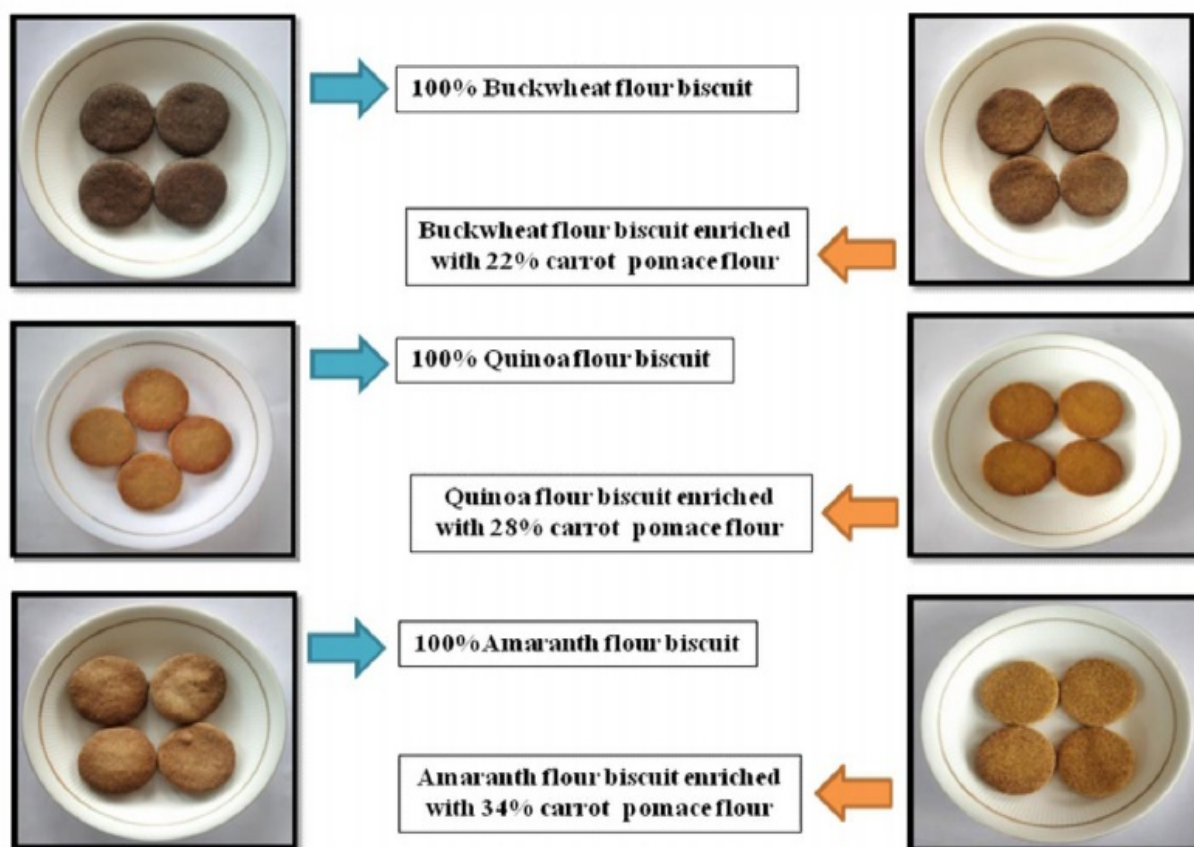 100% Buckwheat flour biscuit
Buckwheat flour biscuit enriched
with 22% carrot pomace flour
100% Quinoa flour biscuit
Quinoa flour biscuit enriched
with 28% carrot pomace flour
100% Amaranth flour biscuit
Amaranth flour biscuit enriched
with 34% carrot pomace flour